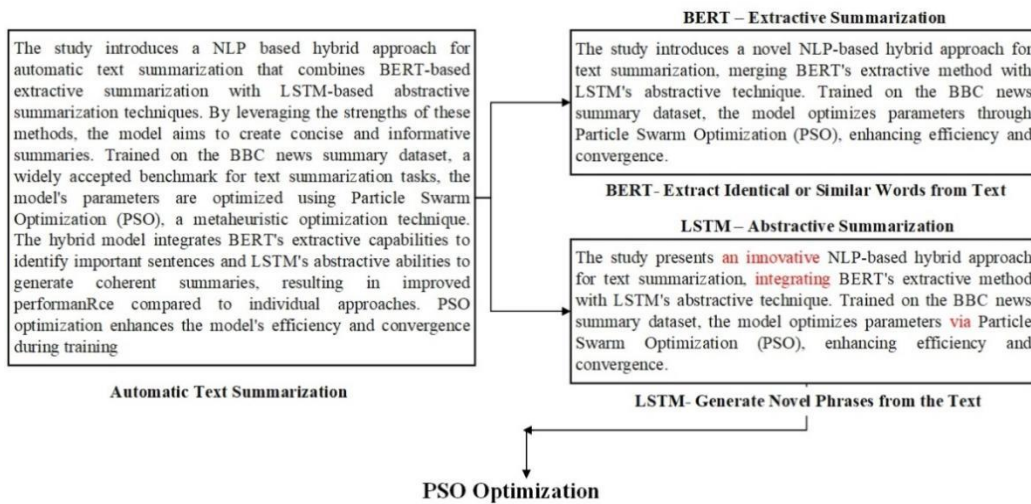 The study introduces a NLP based hybrid approach for
automatic text summarization that combines BERT-based
extractive summarization with LSTM-based abstractive
summarization techniques. By leveraging the strengths of these
methods, the model aims to create concise and informative
summaries. Trained on the BBC news summary dataset, a
widely accepted benchmark for text summarization tasks, the
model's parameters are optimized using Particle Swarm
Optimization (PSO), a metaheuristic optimization technique.
The hybrid model integrates BERT's extractive capabilities to
identify important sentences and LSTM's abstractive abilities to
generate coherent summaries, resulting in improved
performanRce compared to individual approaches. PSO
optimization enhances the model's efficiency and convergence
during training
Automatic Text Summarization
BERT – Extractive Summarization
The study introduces a novel NLP-based hybrid approach for
text summarization, merging BERT's extractive method with
LSTM's abstractive technique. Trained on the BBC news
summary dataset, the model optimizes parameters through
Particle Swarm Optimization (PSO), enhancing efficiency and
convergence.
BERT- Extract Identical or Similar Words from Text
LSTM – Abstractive Summarization
The study presents an innovative NLP-based hybrid approach
for text summarization, integrating BERT's extractive method
with LSTM's abstractive technique. Trained on the BBC news
summary dataset, the model optimizes parameters via Particle
Swarm Optimization (PSO), enhancing efficiency and
convergence.
LSTM- Generate Novel Phrases from the Text
PSO Optimization